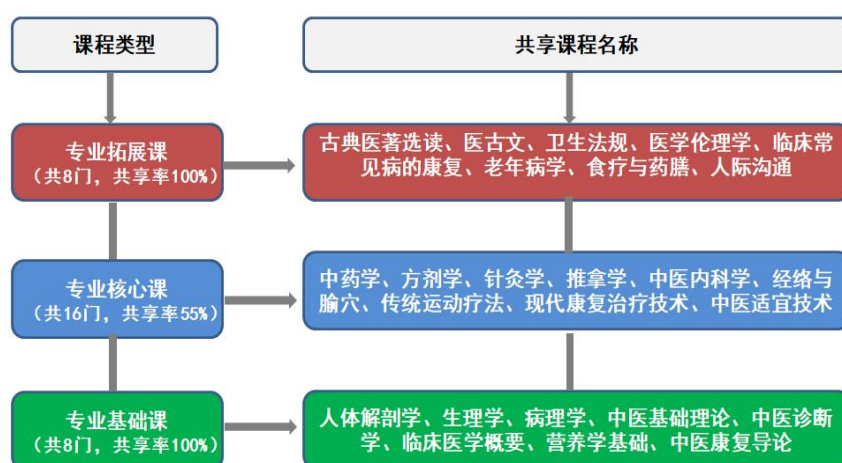 课程类型
共享课程名称
专业拓展课
（共8门，共享率100%）
古典医著选读、医古文、卫生法规、医学伦理学、临床常
见病的康复、老年病学、食疗与药膳、人际沟通
专业核心课
（共16门，共享率55%）
中药学、方剂学、针灸学、推拿学、中医内科学、经络与
腧穴、传统运动疗法、现代康复治疗技术、中医适宜技术
专业基础课
（共8门，共享率100%）
人体解剖学、生理学、病理学、中医基础理论、中医诊断
学、临床医学概要、营养学基础、中医康复导论